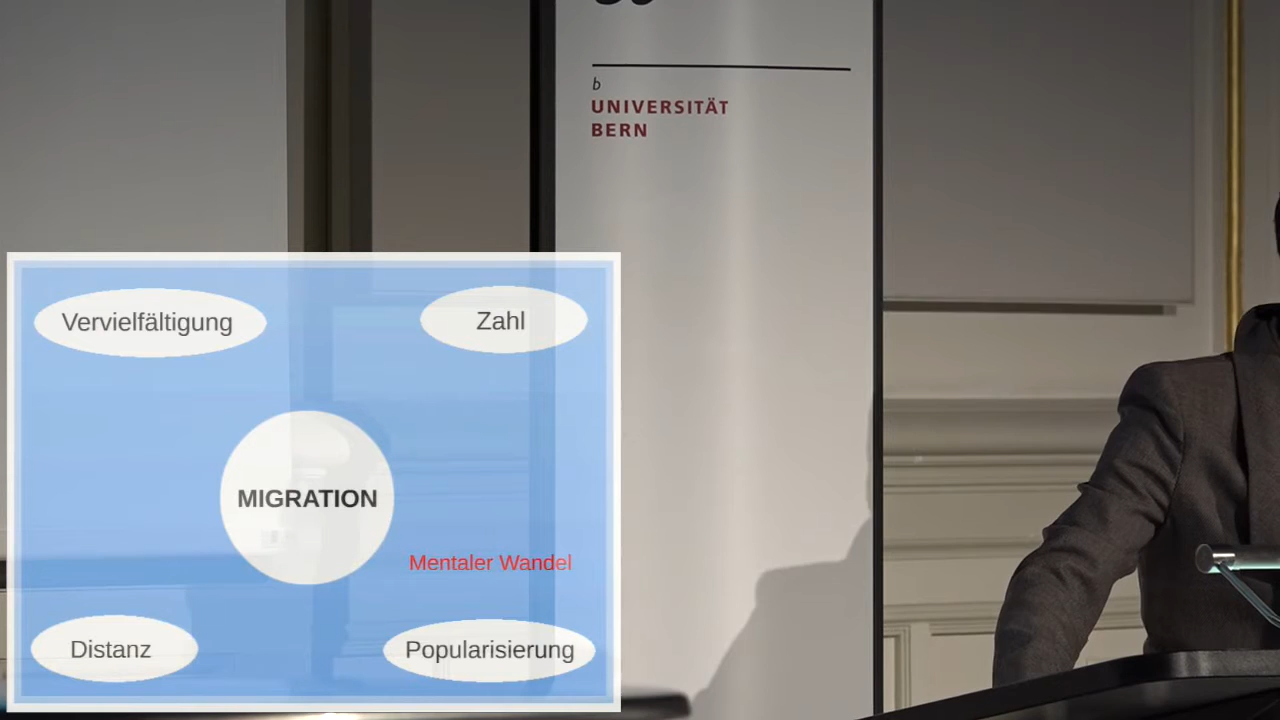 b
UNIVERSITÄT
BERN
Vervielfältigung
Zahl
MIGRATION
Mentaler Wandel
Distanz
Popularisierung